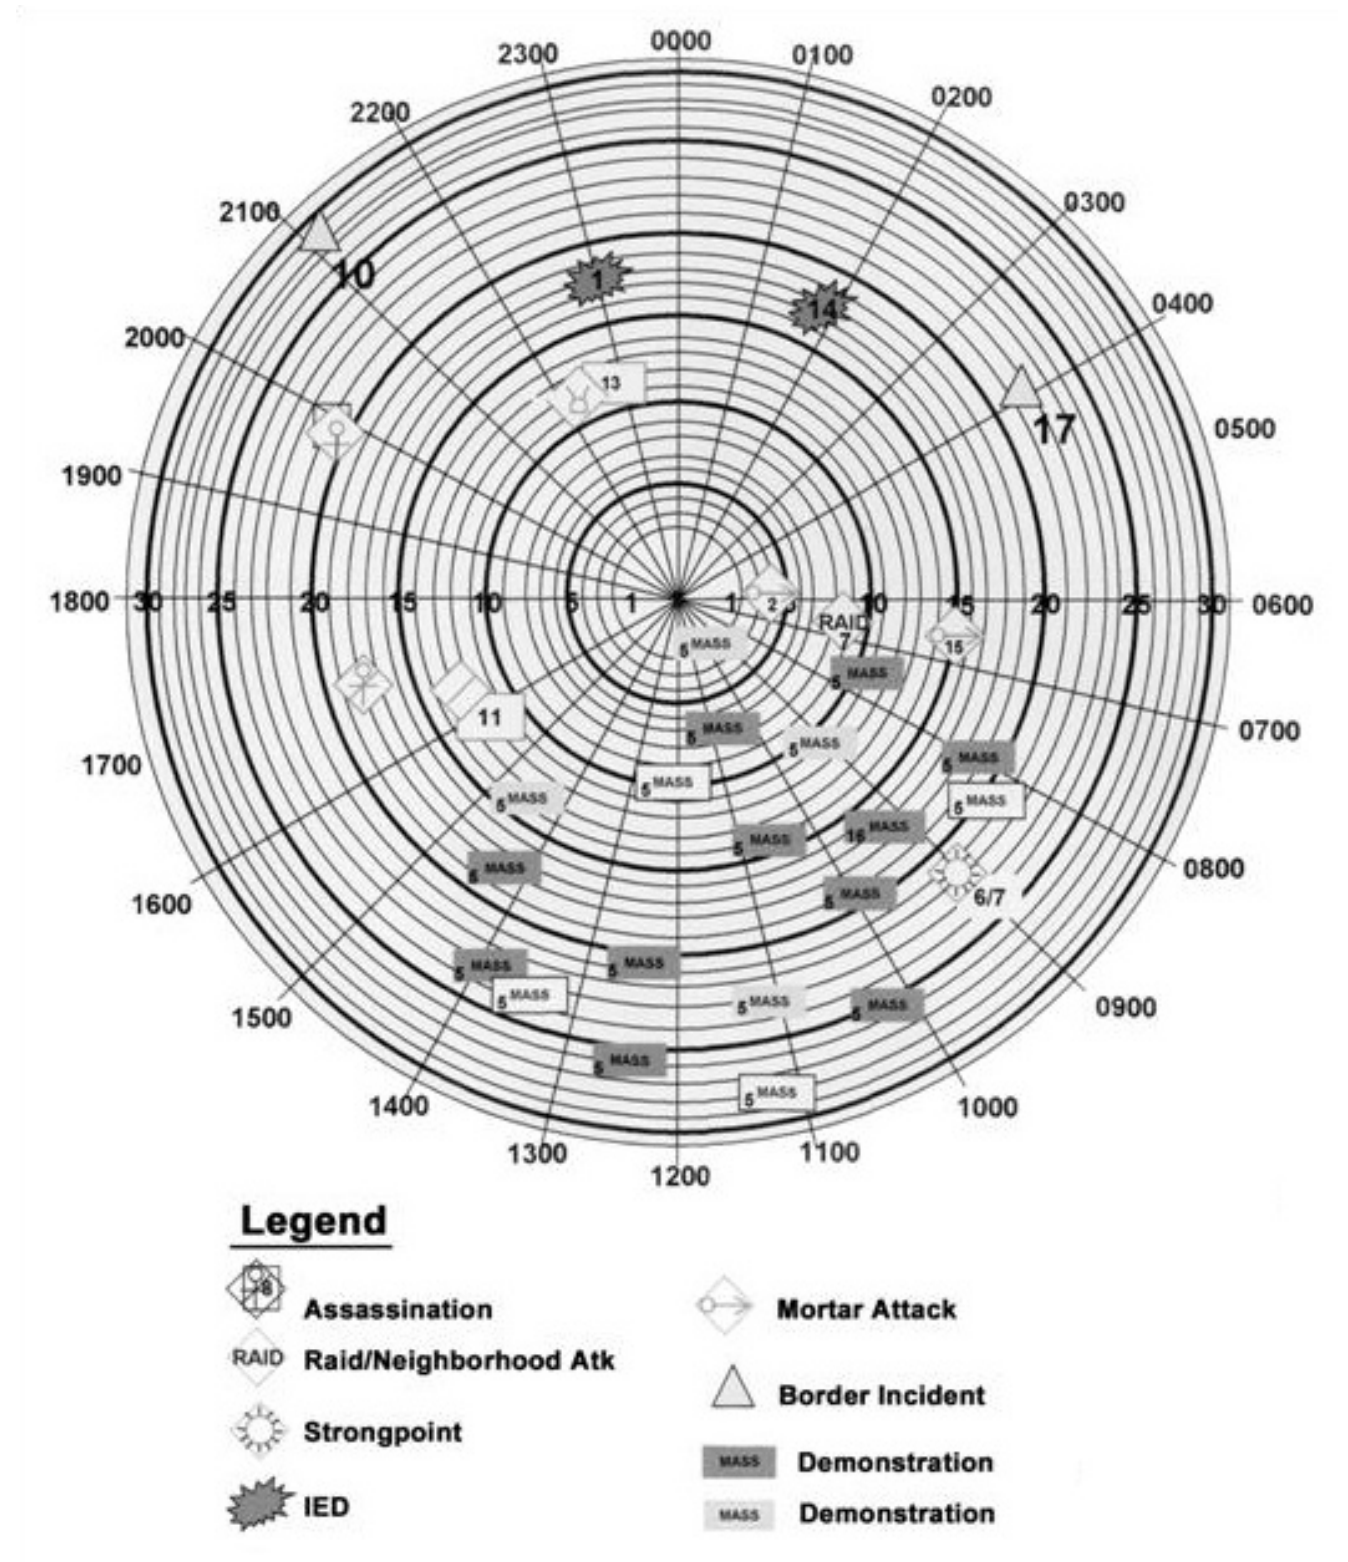 0000
2300
0100
2200
0200
2100
0300
10
1
14
0400
2000
13
17
0500
1900
1800 30 25 20 15 10 5 1 1 10 15 20 25 30 0600
2
RAID
7
15
5 MASS
5 MASS
11
5 MASS
5 MASS
0700
1700
5 MASS
5 MASS
5 MASS
5 MASS
16 MASS
5 MASS
5 MASS
0800
5 MASS
6/7
1600
5 MASS
5 MASS
5 MASS
5 MASS
5 MASS
0900
1500
5 MASS
5 MASS
1400
1000
1300
1100
1200
Legend
8
Assassination
Mortar Attack
RAID Raid/Neighborhood Atk
Border Incident
Strongpoint
MASS Demonstration
IED
MASS Demonstration